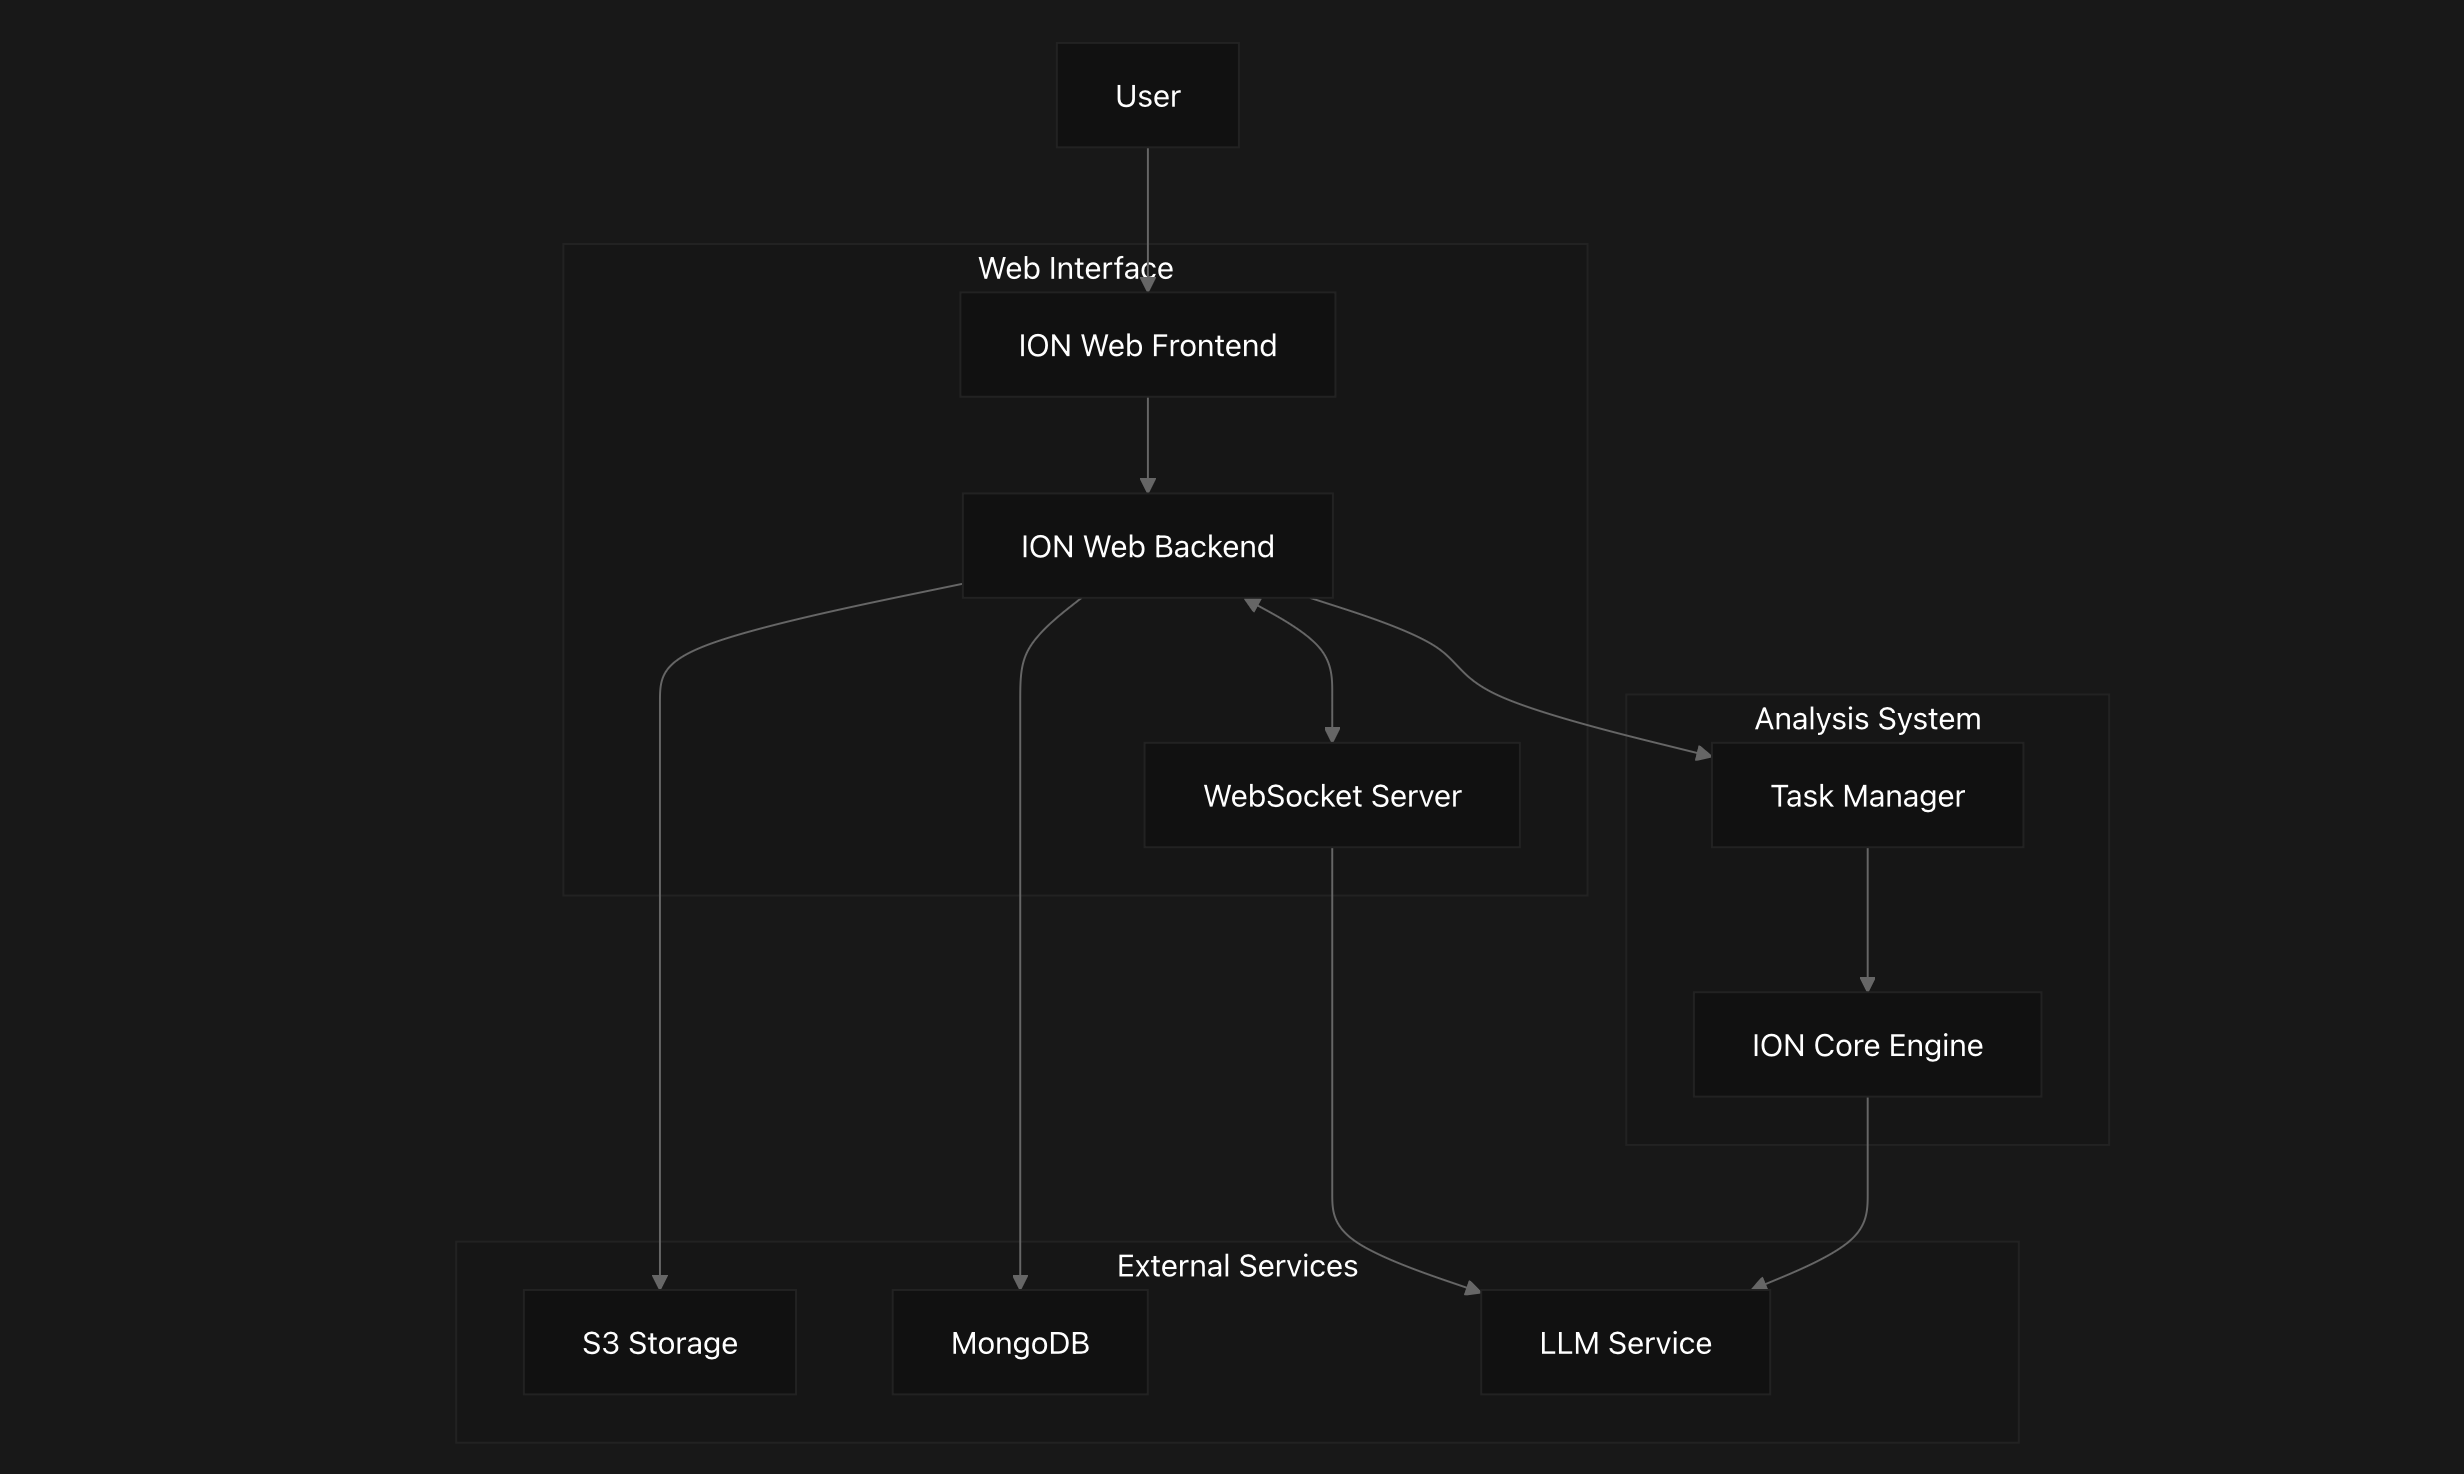 User
Web Interface
ION Web Frontend
ION Web Backend
Analysis System
WebSocket Server
Task Manager
ION Core Engine
External Services
S3 Storage
MongoDB
LLM Service